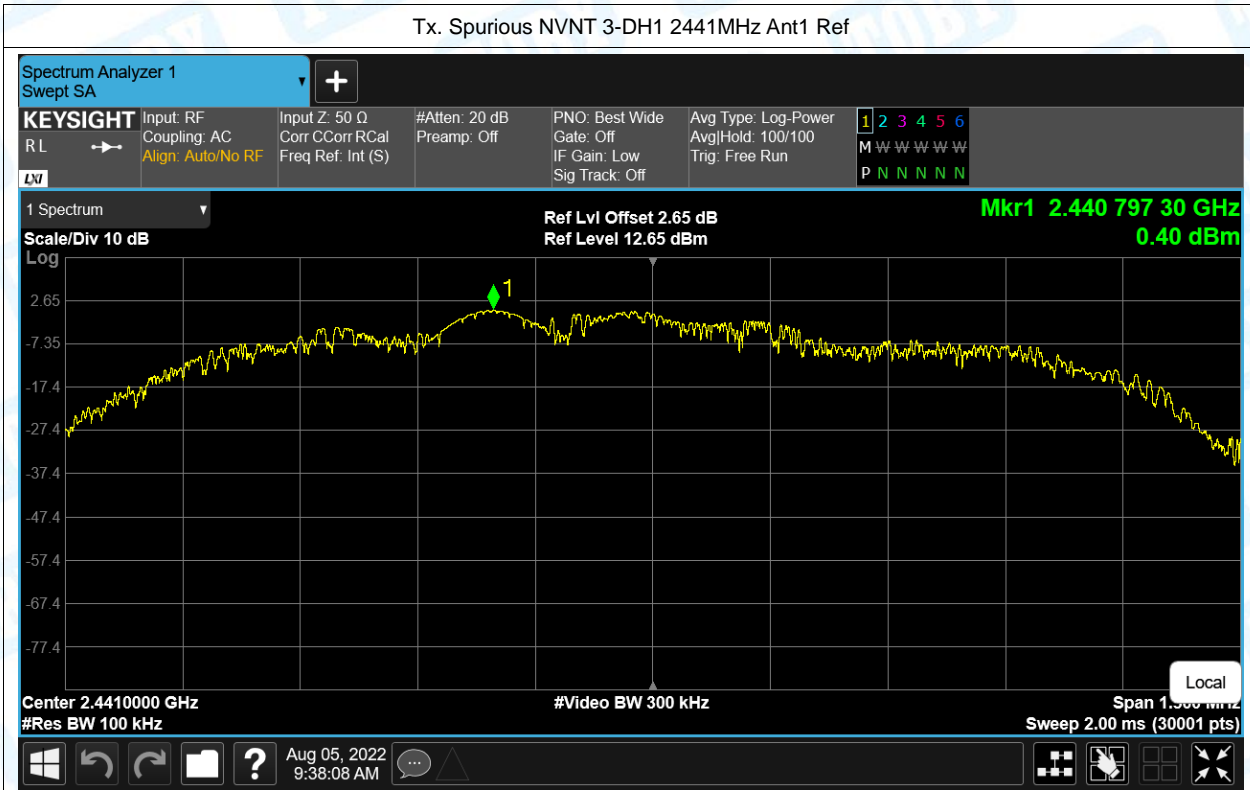 Tx. Spurious NVNT 3-DH1 2441MHz Ant1 Ref
Spectrum Analyzer 1
Swept SA
KEYSIGHT
RL
LXI
Input: RF
Coupling: AC
Align: Auto/No RF
Input Z: 50 Ω
Corr CCorr RCal
Freq Ref: Int (S)
#Atten: 20 dB
Preamp: Off
PNO: Best Wide
Gate: Off
IF Gain: Low
Sig Track: Off
Avg Type: Log-Power
Avg|Hold: 100/100
Trig: Free Run
1 2 3 4 5 6
M W W W W W
P N N N N N
1 Spectrum
Scale/Div 10 dB
Ref Lvl Offset 2.65 dB
Ref Level 12.65 dBm
Mkr1 2.440 797 30 GHz
0.40 dBm
Log
1
2.65
-7.35
-17.4
-27.4
-37.4
-47.4
-57.4
-67.4
-77.4
Local
Center 2.4410000 GHz
#Video BW 300 kHz
Span
#Res BW 100 kHz
Sweep 2.00 ms (30001 pts)
?
Aug 05, 2022
9:38:08 AM